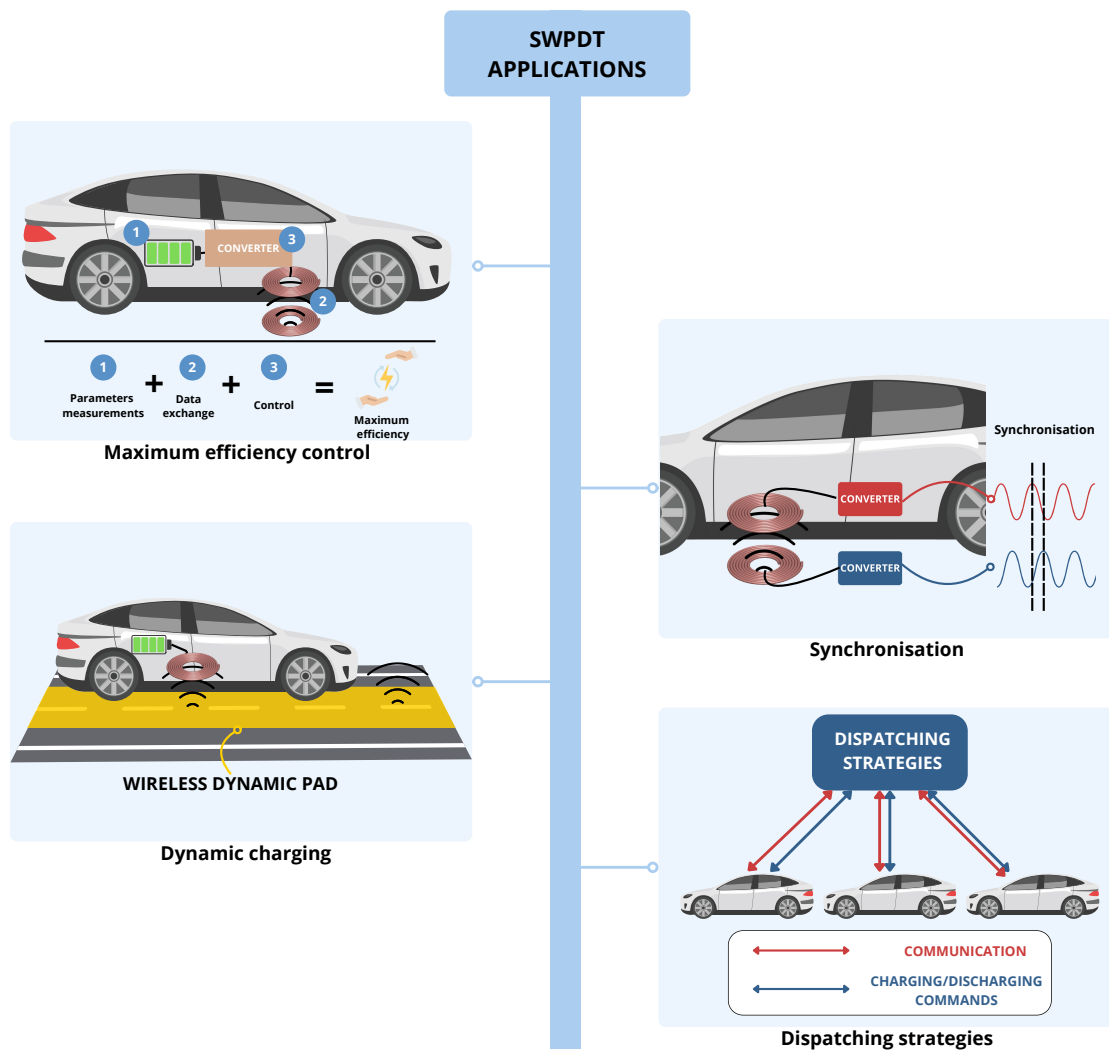 SWPDT
APPLICATIONS
1
CONVERTER
3
2
1
2
3
+
+
=
Parameters
measurements
Data
exchange
Control
Maximum
efficiency
Maximum efficiency control
Synchronisation
CONVERTER
CONVERTER
Synchronisation
WIRELESS DYNAMIC PAD
Dynamic charging
DISPATCHING
STRATEGIES
COMMUNICATION
CHARGING/DISCHARGING
COMMANDS
Dispatching strategies